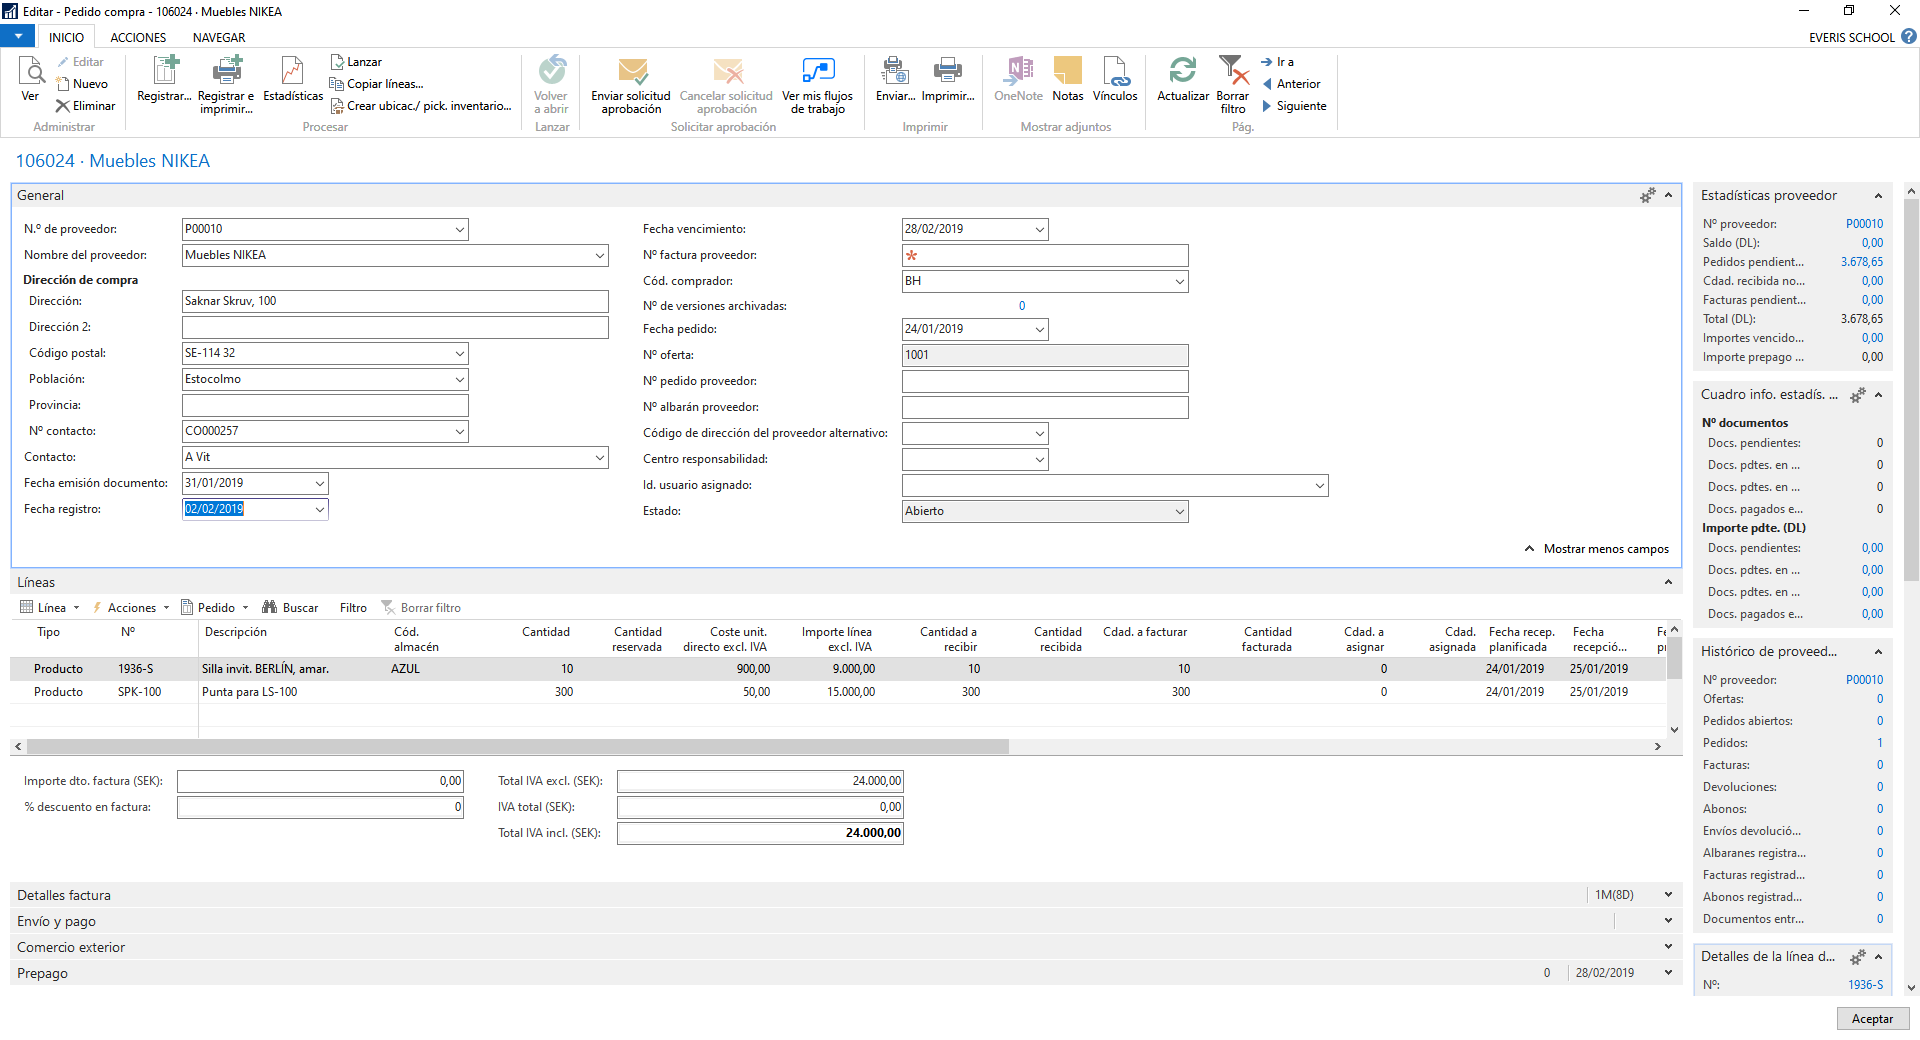 Editar - Pedido compra - 106024 · Muebles NIKEA
INICIO ACCIONES NAVEGAR EVERIS SCHOOL ?
Ver
Editar
Nuevo
Eliminar
Administrar
Registrar...
Registrar e imprimir...
Estadísticas
Lanzar
Copiar líneas...
Crear ubicac./ pick. inventario...
Procesar
Volver a abrir
Lanzar
Enviar solicitud aprobación
Cancelar solicitud aprobación
Ver mis flujos de trabajo
Solicitar aprobación
Enviar...
Imprimir...
Imprimir
OneNote
Notas
Vínculos
Mostrar adjuntos
Actualizar
Borrar filtro
Ir a
Anterior
Siguiente
Pág.
106024 · Muebles NIKEA
General
N.º de proveedor: P00010
Nombre del proveedor: Muebles NIKEA
Dirección de compra
Dirección: Saknar Skruv, 100
Dirección 2:
Código postal: SE-114 32
Población: Estocolmo
Provincia:
Nº contacto: CO000257
Contacto: A Vit
Fecha emisión documento: 31/01/2019
Fecha registro: 02/02/2019
Fecha vencimiento: 28/02/2019
Nº factura proveedor: *
Cód. comprador: BH
Nº de versiones archivadas: 0
Fecha pedido: 24/01/2019
Nº oferta: 1001
Nº pedido proveedor:
Nº albarán proveedor:
Código de dirección del proveedor alternativo:
Centro responsabilidad:
Id. usuario asignado:
Estado: Abierto
Mostrar menos campos
Líneas
Línea Acciones Pedido Buscar Filtro Borrar filtro
Tipo Nº Descripción Cód. almacén Cantidad Cantidad reservada Coste unit. directo excl. IVA Importe línea excl. IVA Cantidad a recibir Cantidad recibida Cdad. a facturar Cantidad facturada Cdad. a asignar Cdad. asignada Fecha recep. planificada Fecha recepció...
Producto 1936-S Silla invit. BERLÍN, amar. AZUL 10 900,00 9.000,00 10 10 0 24/01/2019 25/01/2019
Producto SPK-100 Punta para LS-100 300 50,00 15.000,00 300 300 0 24/01/2019 25/01/2019
Importe dto. factura (SEK): 0,00
% descuento en factura: 0
Total IVA excl. (SEK): 24.000,00
IVA total (SEK): 0,00
Total IVA incl. (SEK): 24.000,00
Detalles factura 1M(8D)
Envío y pago
Comercio exterior
Prepago 0 28/02/2019
Estadísticas proveedor
Nº proveedor: P00010
Saldo (DL): 0,00
Pedidos pendient... 3.678,65
Cdad. recibida no... 0,00
Facturas pendient... 0,00
Total (DL): 3.678,65
Importes vencido... 0,00
Importe prepago ... 0,00
Cuadro info. estadís. ...
Nº documentos
Docs. pendientes: 0
Docs. pdtes. en ... 0
Docs. pdtes. en ... 0
Docs. pagados e... 0
Importe pdte. (DL)
Docs. pendientes: 0,00
Docs. pdtes. en ... 0,00
Docs. pdtes. en ... 0,00
Docs. pagados e... 0,00
Histórico de proveed...
Nº proveedor: P00010
Ofertas: 0
Pedidos abiertos: 0
Pedidos: 1
Facturas: 0
Devoluciones: 0
Abonos: 0
Envíos devolució... 0
Albaranes registra... 0
Facturas registrad... 0
Abonos registrad... 0
Documentos entr... 0
Detalles de la línea d...
Nº: 1936-S
Aceptar